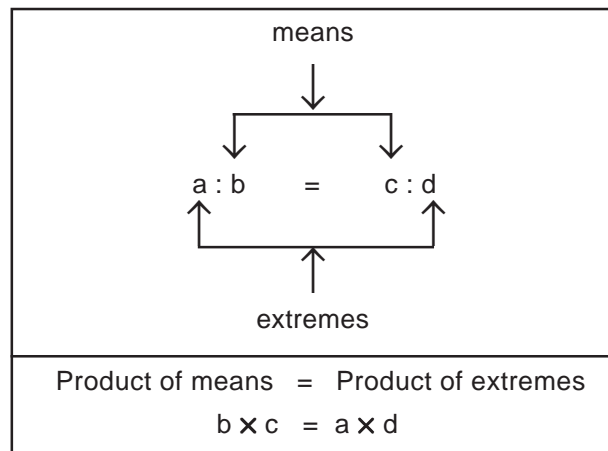 means
a : b = c : d
extremes
Product of means = Product of extremes
b × c = a × d